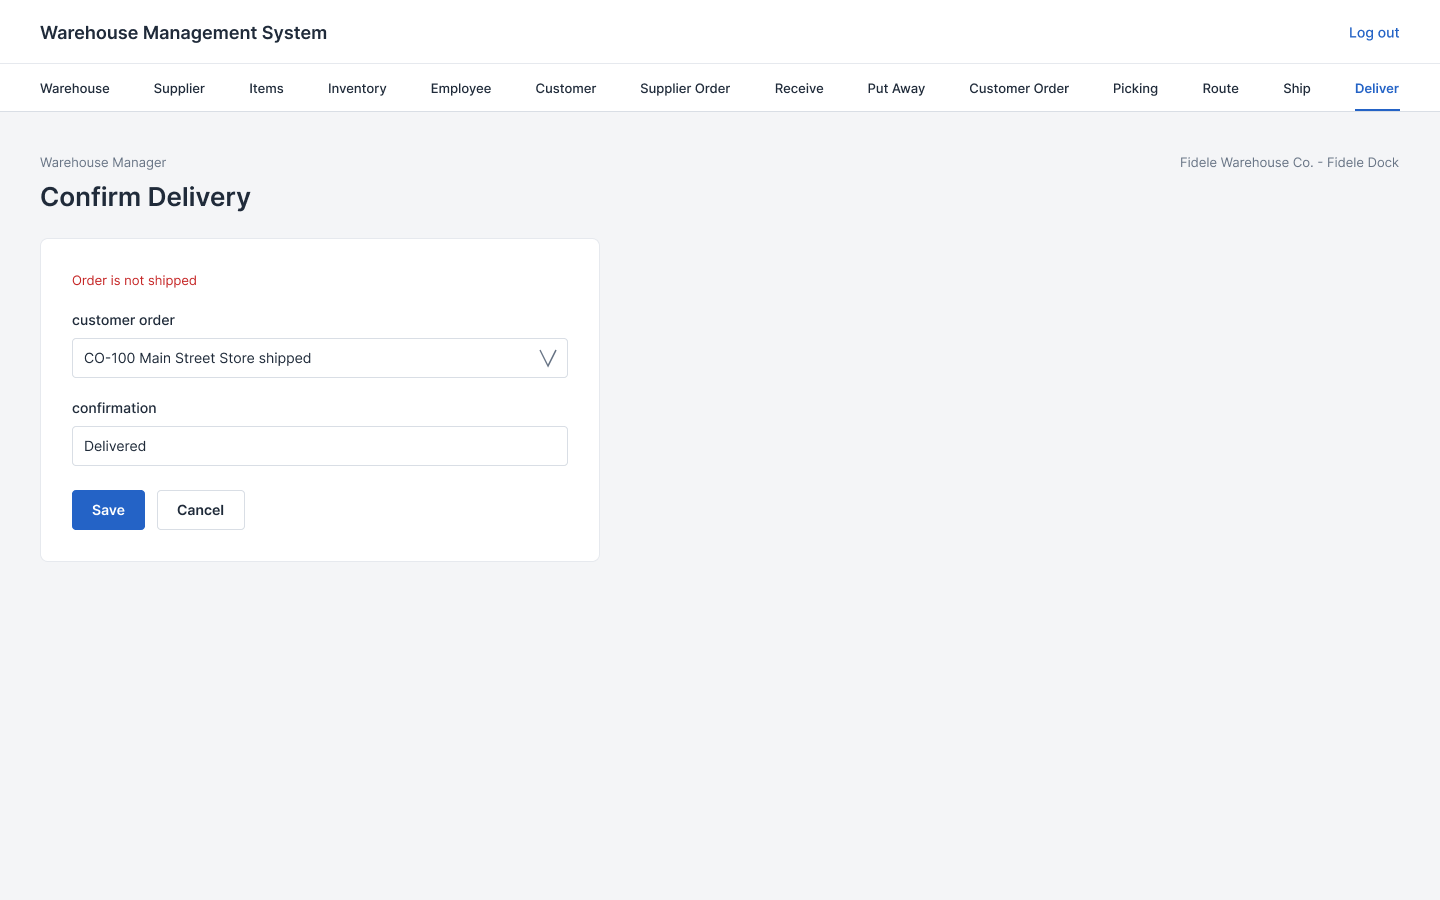 Warehouse Management System
Log out
Warehouse Supplier Items Inventory Employee Customer Supplier Order Receive Put Away Customer Order Picking Route Ship Deliver
Warehouse Manager
Fidele Warehouse Co. - Fidele Dock
Confirm Delivery
Order is not shipped
customer order
CO-100 Main Street Store shipped
confirmation
Delivered
Save Cancel